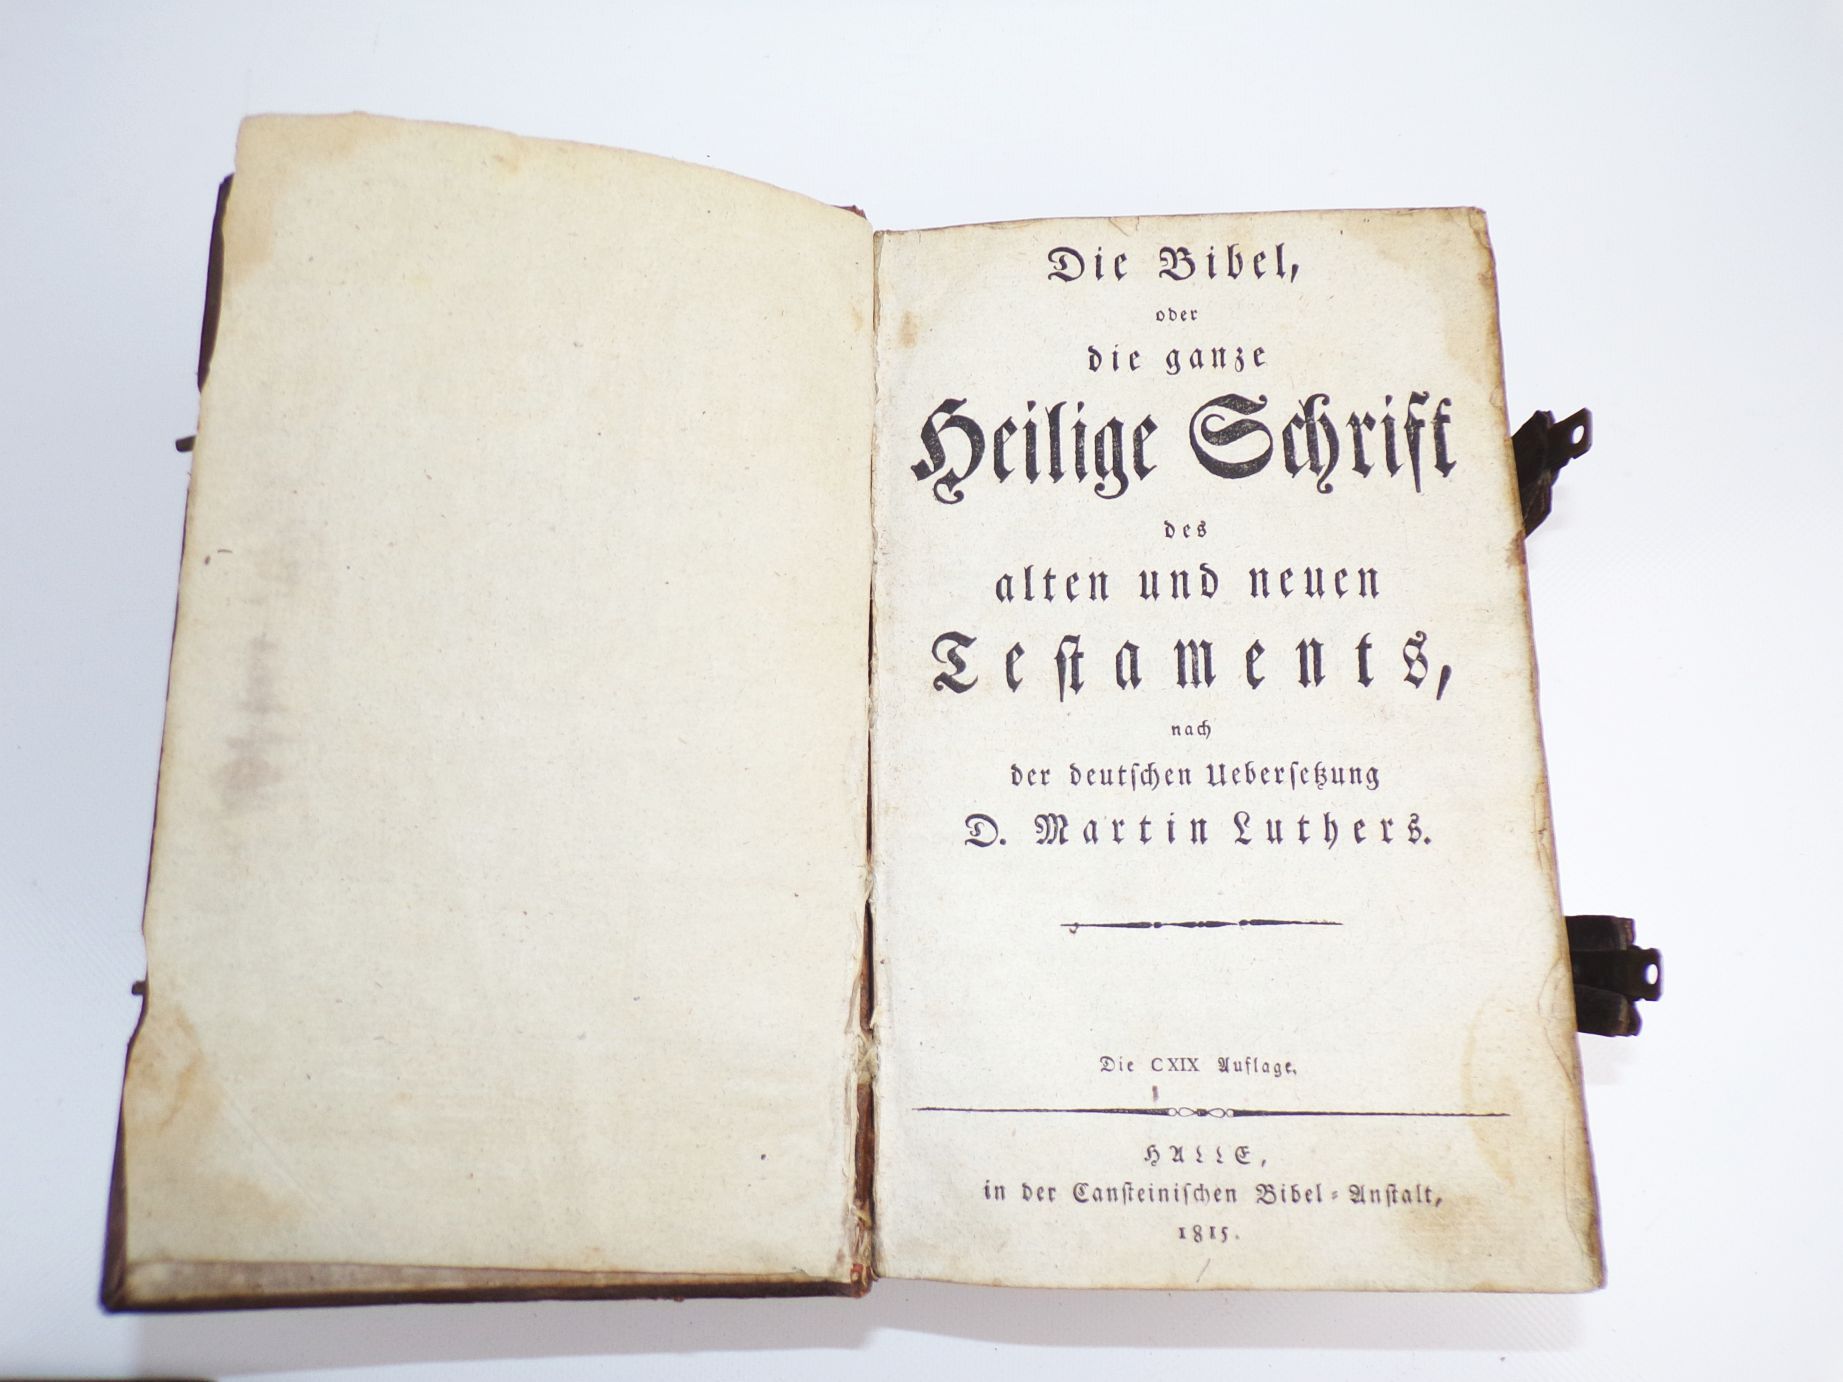 Die Bibel,
oder
die ganze
Heilige Schrift
des
alten und neuen
Teſtaments,
nach
der deutſchen Ueberſetzung
D. Martin Luthers.
Die CXIX Auflage.
HALLE,
in der Canſteiniſchen Bibel⸗Anſtalt,
1815.